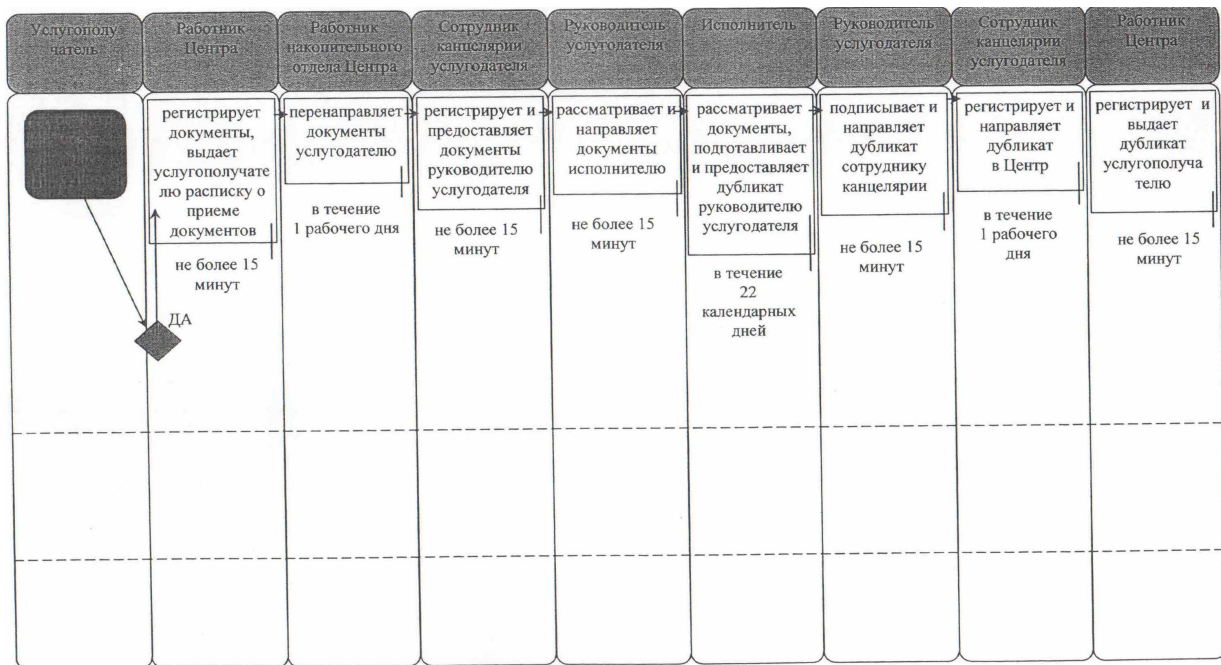 Услугополу
чатель
Работник
Центра
Работник
накопительного
отдела Центра
Сотрудник
канцелярии
услугодателя
Руководитель
услугодателя
Исполнитель
Руководитель
услугодателя
Сотрудник
канцелярии
услугодателя
Работник
Центра
регистрирует
документы,
выдает
услугополучате
лю расписку о
приеме
документов
не более 15
минут
ДА
перенаправляет
документы
услугодателю
в течение
1 рабочего дня
регистрирует и
предоставляет
документы
руководителю
услугодателя
не более 15
минут
рассматривает и
направляет
документы
исполнителю
не более 15
минут
рассматривает
документы,
подготавливает
и предоставляет
дубликат
руководителю
услугодателя
в течение
22
календарных
дней
подписывает и
направляет
дубликат
сотруднику
канцелярии
не более 15
минут
регистрирует и
направляет
дубликат
в Центр
в течение
1 рабочего
дня
регистрирует и
выдает
дубликат
услугополуча
телю
не более 15
минут